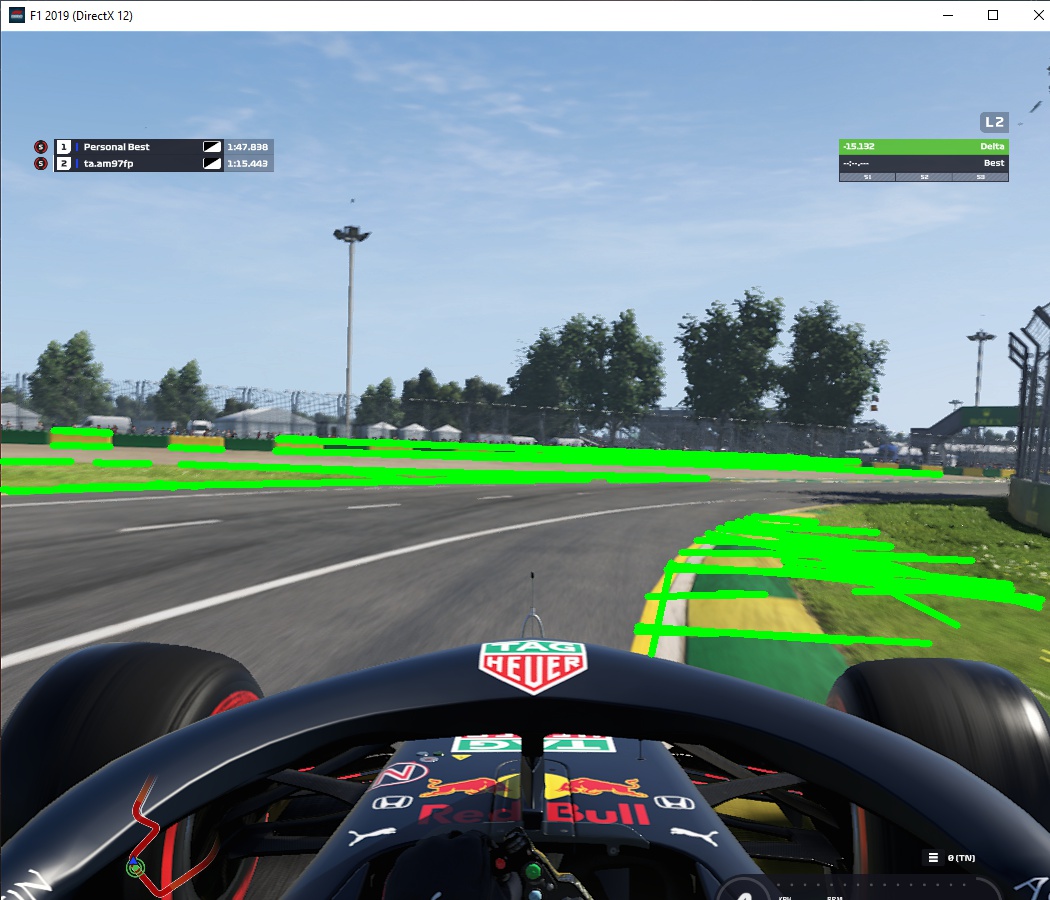 F1 2019 (DirectX 12)
L2
S 1 Personal Best 1:47.838
S 2 ta.am97fp 1:15.443
-15.132 Delta
--:--.--- Best
S1 S2 S3
TAG
HEUER
TAG
Red Bull
0 (TN)